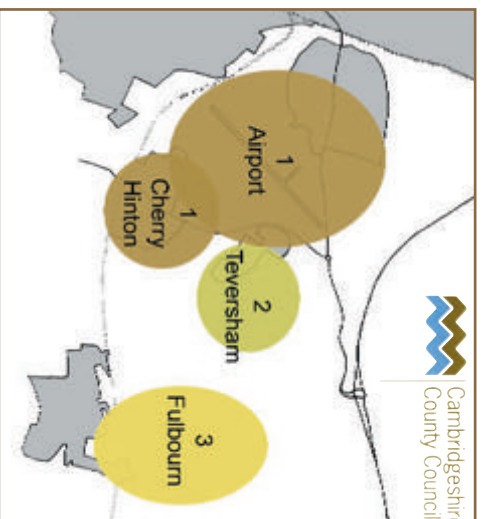 Cambridgeshire
County Council
1
Airport
1
Cherry
Hinton
2
Teversham
3
Fulbourn